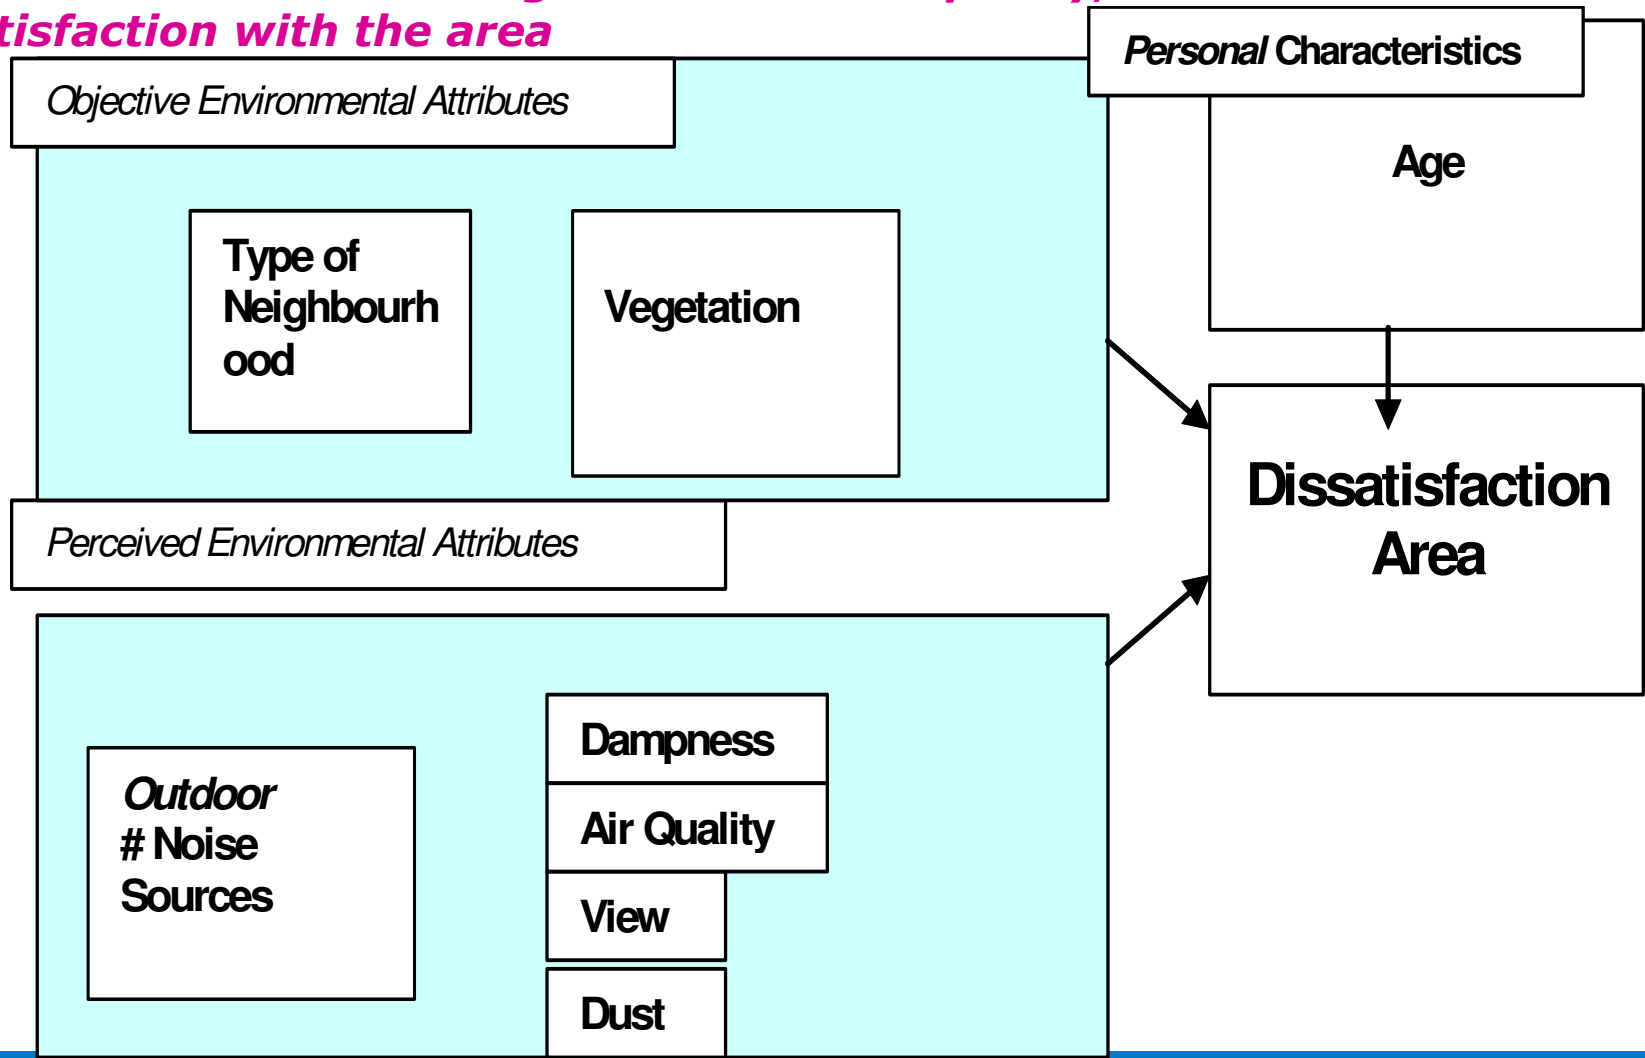 tisfaction with the area
Personal Characteristics
Objective Environmental Attributes
Age
Type of
Neighbourh
ood
Vegetation
Dissatisfaction
Area
Perceived Environmental Attributes
Outdoor
# Noise
Sources
Dampness
Air Quality
View
Dust